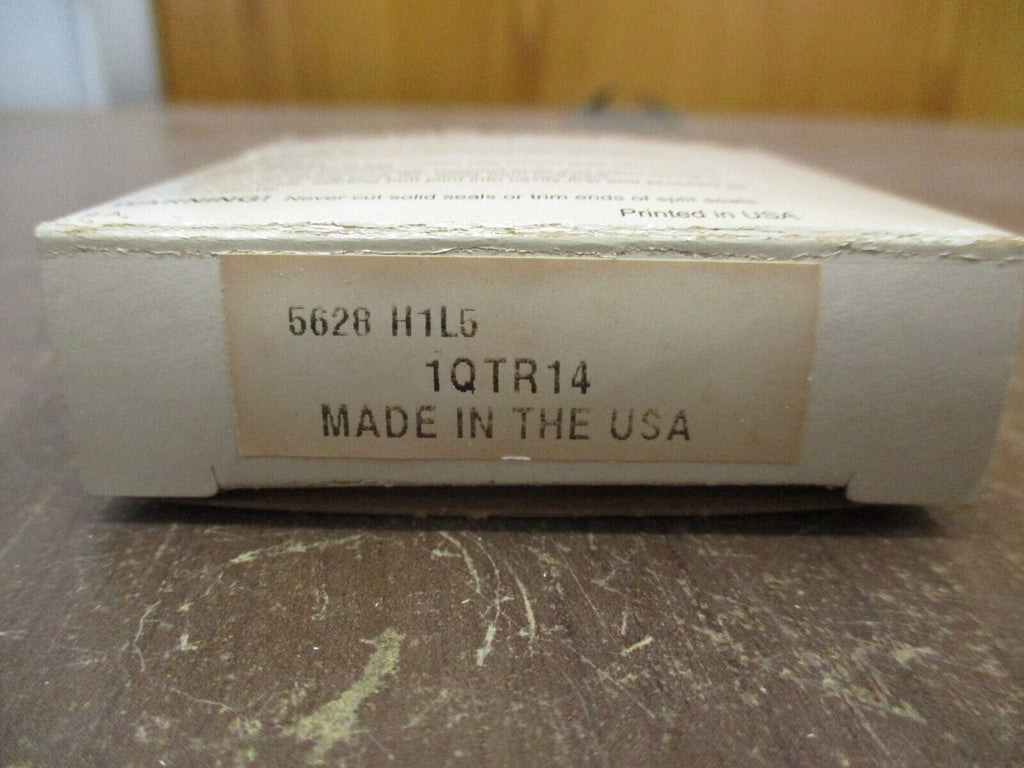 WARNING! Never cut solid seals or trim ends of split seals.
Printed in USA
5628 H1L5
1QTR14
MADE IN THE USA